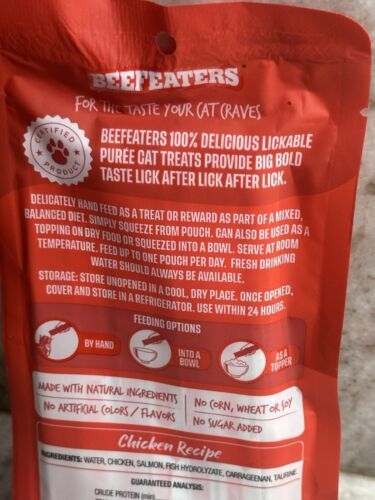 BEEFEATERS
FOR THE TASTE YOUR CAT CRAVES
CERTIFIED
PRODUCT
BEEFEATERS 100% DELICIOUS LICKABLE
PURÉE CAT TREATS PROVIDE BIG BOLD
TASTE LICK AFTER LICK AFTER LICK.
DELICATELY HAND FEED AS A TREAT OR REWARD AS PART OF A MIXED,
BALANCED DIET. SIMPLY SQUEEZE FROM POUCH. CAN ALSO BE USED AS A
TOPPING ON DRY FOOD OR SQUEEZED INTO A BOWL. SERVE AT ROOM
TEMPERATURE. FEED UP TO ONE POUCH PER DAY. FRESH DRINKING
WATER SHOULD ALWAYS BE AVAILABLE.
STORAGE: STORE UNOPENED IN A COOL, DRY PLACE. ONCE OPENED,
COVER AND STORE IN A REFRIGERATOR. USE WITHIN 24 HOURS.
FEEDING OPTIONS
BY HAND
INTO A
BOWL
AS A
TOPPER
MADE WITH NATURAL INGREDIENTS
NO ARTIFICIAL COLORS / FLAVORS
NO CORN, WHEAT OR SOY
NO SUGAR ADDED
Chicken Recipe
INGREDIENTS: WATER, CHICKEN, SALMON, FISH HYDROLYZATE, CARRAGEENAN, TAURINE.
GUARANTEED ANALYSIS:
CRUDE PROTEIN (min)